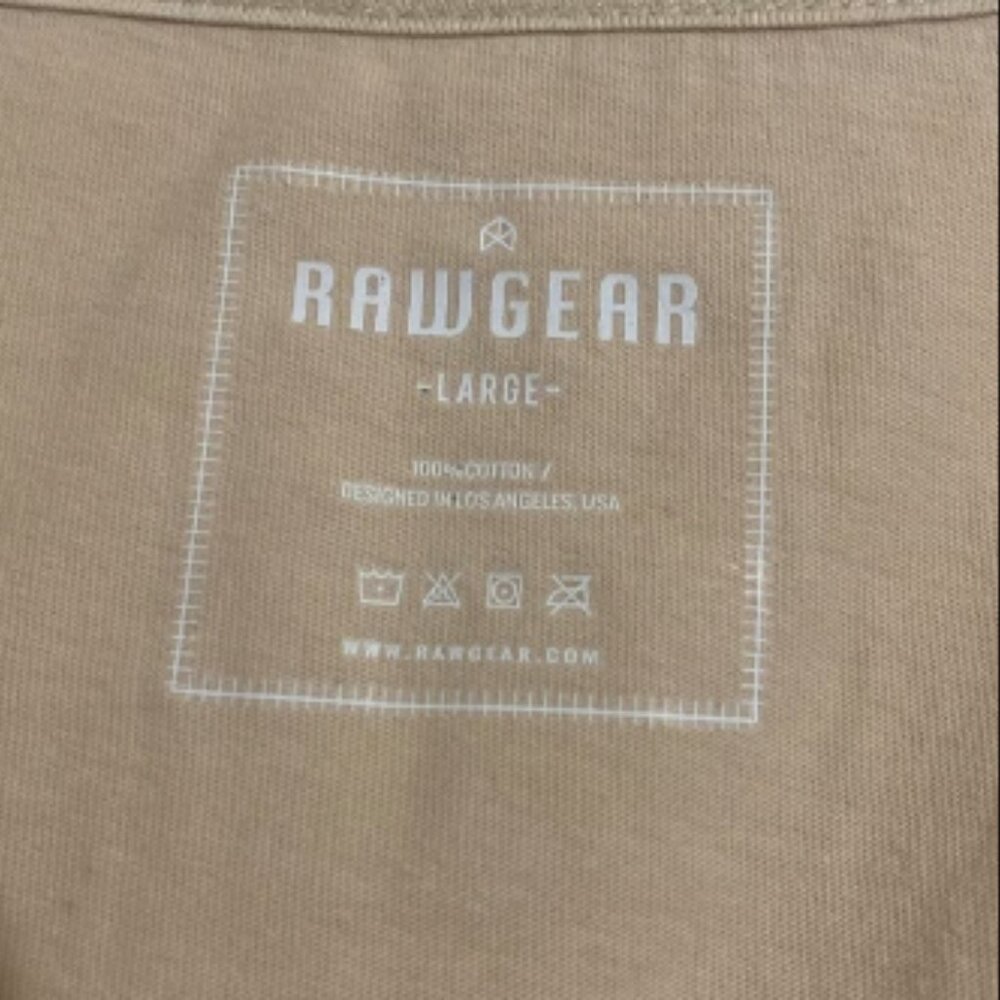 RAWGEAR
-LARGE-
100% COTTON /
DESIGNED IN LOS ANGELES, USA
WWW.RAWGEAR.COM